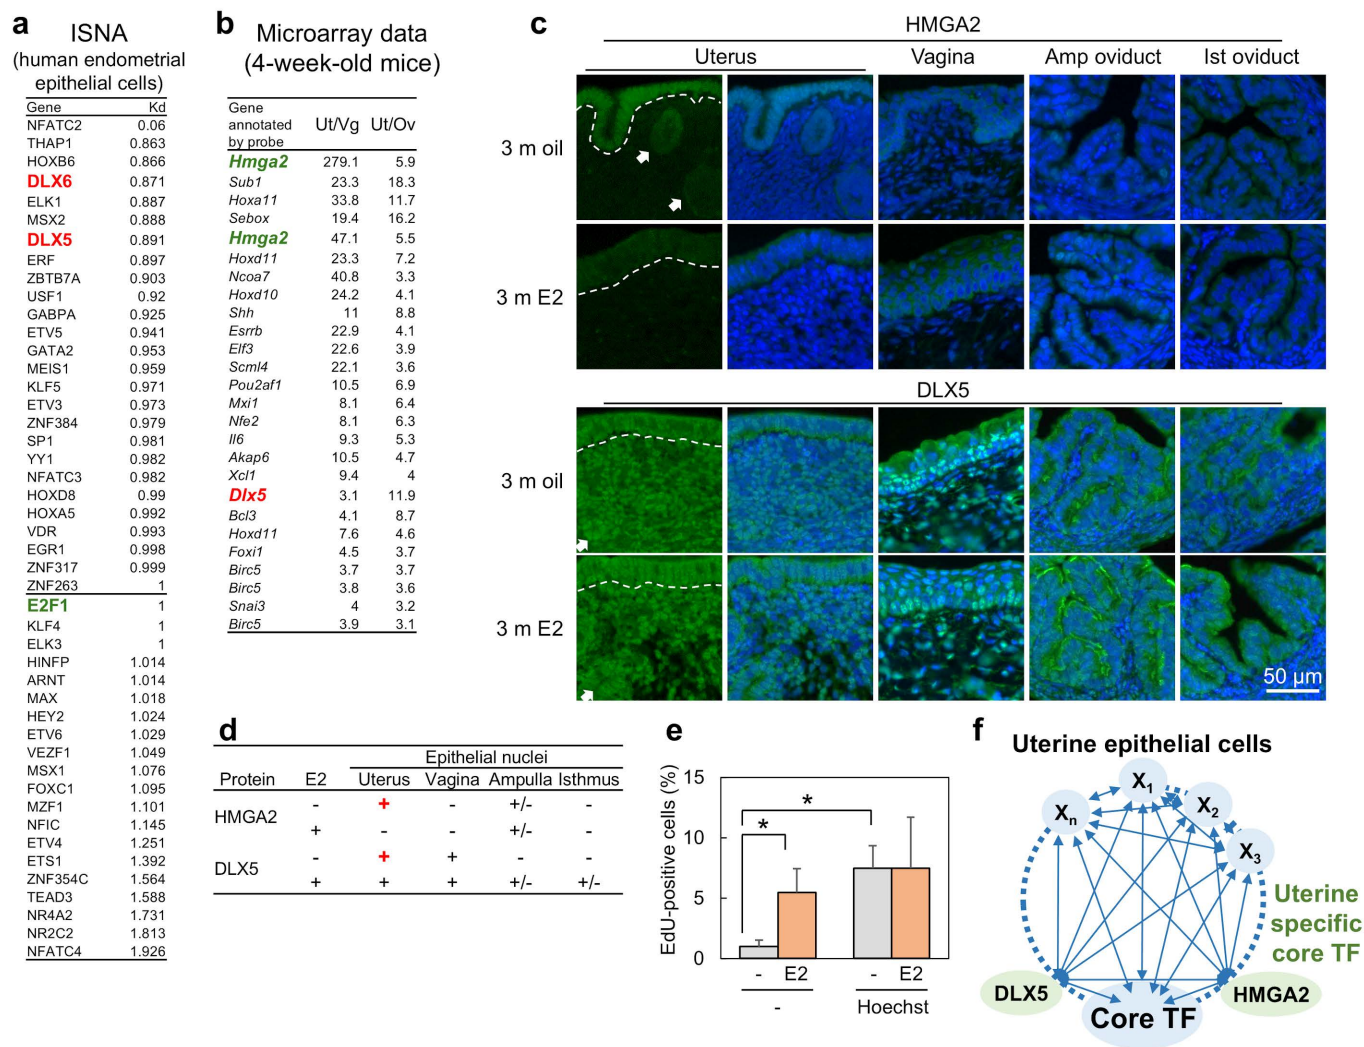 a
ISNA
(human endometrial
epithelial cells)
Gene Kd
NFATC2 0.06
THAP1 0.863
HOXB6 0.866
DLX6 0.871
ELK1 0.887
MSX2 0.888
DLX5 0.891
ERF 0.897
ZBTB7A 0.903
USF1 0.92
GABPA 0.925
ETV5 0.941
GATA2 0.953
MEIS1 0.959
KLF5 0.971
ETV3 0.973
ZNF384 0.979
SP1 0.981
YY1 0.982
NFATC3 0.982
HOXD8 0.99
HOXA5 0.992
VDR 0.993
EGR1 0.998
ZNF317 0.999
ZNF263 1
E2F1 1
KLF4 1
ELK3 1
HINFP 1.014
ARNT 1.014
MAX 1.018
HEY2 1.024
ETV6 1.029
VEZF1 1.049
MSX1 1.076
FOXC1 1.095
MZF1 1.101
NFIC 1.145
ETV4 1.251
ETS1 1.392
ZNF354C 1.564
TEAD3 1.588
NR4A2 1.731
NR2C2 1.813
NFATC4 1.926
b
Microarray data
(4-week-old mice)
Gene
annotated
by probe
Ut/Vg Ut/Ov
Hmga2 279.1 5.9
Sub1 23.3 18.3
Hoxa11 33.8 11.7
Sebox 19.4 16.2
Hmga2 47.1 5.5
Hoxd11 23.3 7.2
Ncoa7 40.8 3.3
Hoxd10 24.2 4.1
Shh 11 8.8
Esrrb 22.9 4.1
Elf3 22.6 3.9
Scml4 22.1 3.6
Pou2af1 10.5 6.9
Mxi1 8.1 6.4
Nfe2 8.1 6.3
Il6 9.3 5.3
Akap6 10.5 4.7
Xcl1 9.4 4
Dlx5 3.1 11.9
Bcl3 4.1 8.7
Hoxd11 7.6 4.6
Foxi1 4.5 3.7
Birc5 3.7 3.7
Birc5 3.8 3.6
Snai3 4 3.2
Birc5 3.9 3.1
c
HMGA2
Uterus Vagina Amp oviduct Ist oviduct
3 m oil
3 m E2
DLX5
3 m oil
3 m E2
50 µm
d
Epithelial nuclei
Protein E2 Uterus Vagina Ampulla Isthmus
HMGA2
- + - +/- -
+ - - +/- -
DLX5
- + + - -
+ + + +/- +/-
e
EdU-positive cells (%)
15
10
5
0
* *
- E2 - E2
- Hoechst
f
Uterine epithelial cells
X1
X2
Xn
X3
Uterine
specific
core TF
DLX5
HMGA2
Core TF